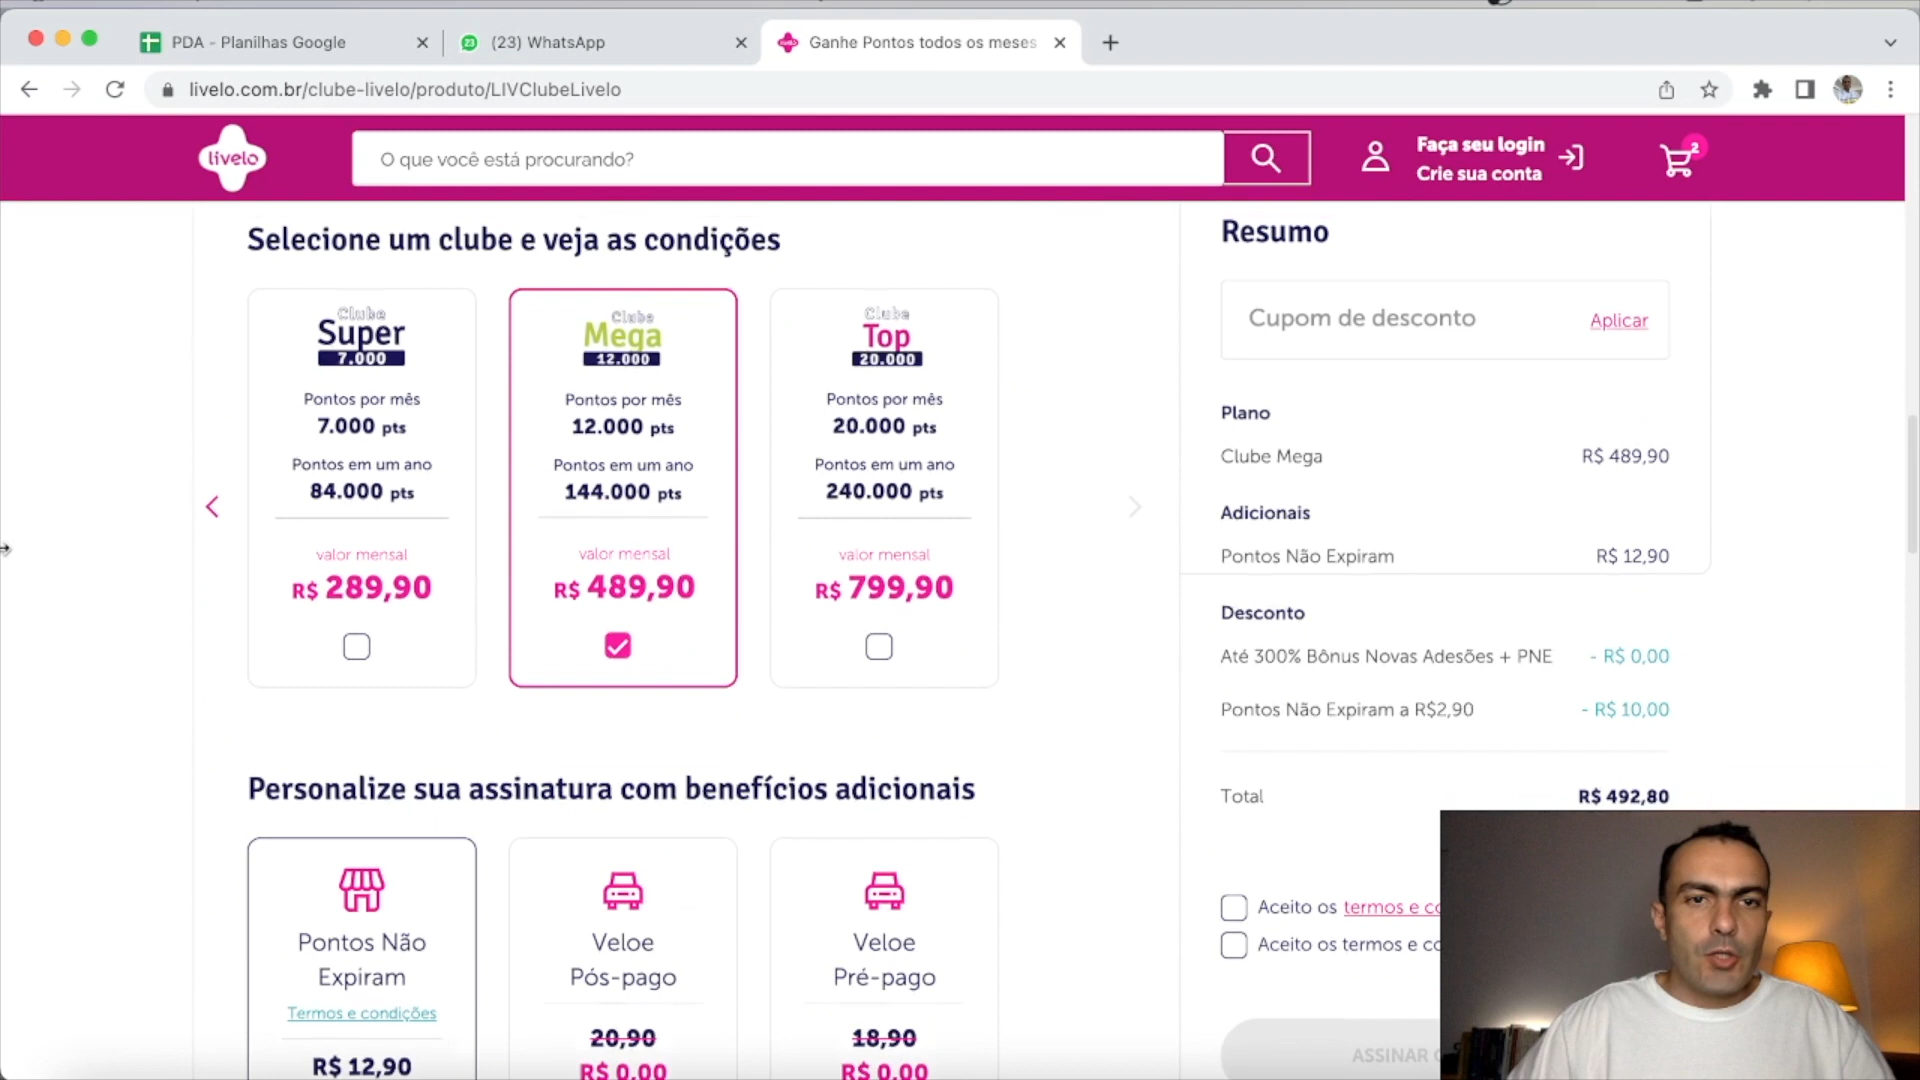 PDA - Planilhas Google
23
(23) WhatsApp
Ganhe Pontos todos os meses
livelo.com.br/clube-livelo/produto/LIVClubeLivelo
livelo
O que você está procurando?
Faça seu login
Crie sua conta
2
Selecione um clube e veja as condições
Clube
Super
7.000
Pontos por mês
7.000 pts
Pontos em um ano
84.000 pts
valor mensal
R$ 289,90
Clube
Mega
12.000
Pontos por mês
12.000 pts
Pontos em um ano
144.000 pts
valor mensal
R$ 489,90
Clube
Top
20.000
Pontos por mês
20.000 pts
Pontos em um ano
240.000 pts
valor mensal
R$ 799,90
Personalize sua assinatura com benefícios adicionais
Pontos Não
Expiram
Termos e condições
R$ 12,90
Veloe
Pós-pago
20,90
R$ 0,00
Veloe
Pré-pago
18,90
R$ 0,00
Resumo
Cupom de desconto
Aplicar
Plano
Clube Mega R$ 489,90
Adicionais
Pontos Não Expiram R$ 12,90
Desconto
Até 300% Bônus Novas Adesões + PNE - R$ 0,00
Pontos Não Expiram a R$2,90 - R$ 10,00
Total R$ 492,80
Aceito os termos e co
Aceito os termos e co
ASSINAR